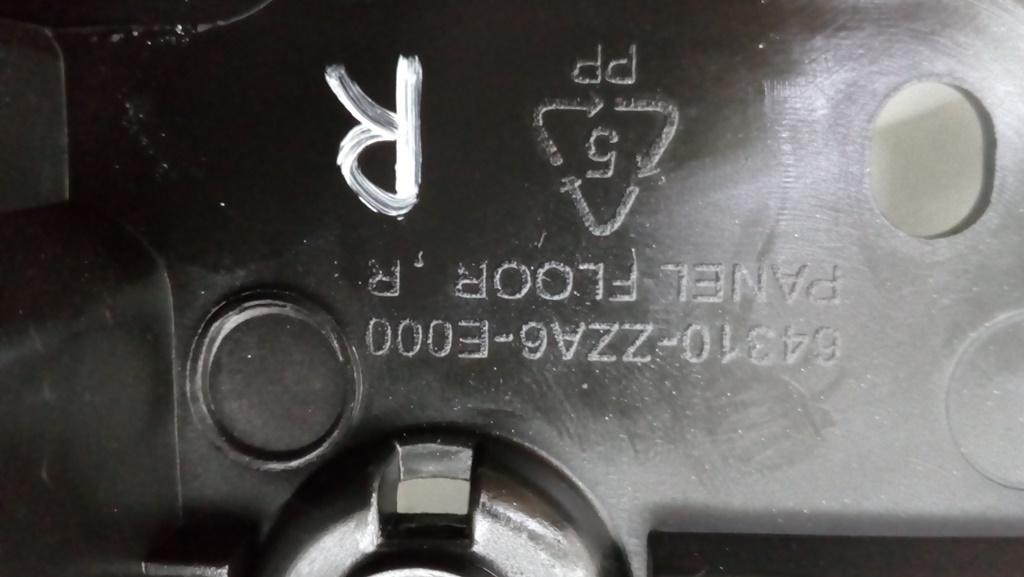 64310-ZZA6-E000
PANEL FLOOR, R
5
PP
R